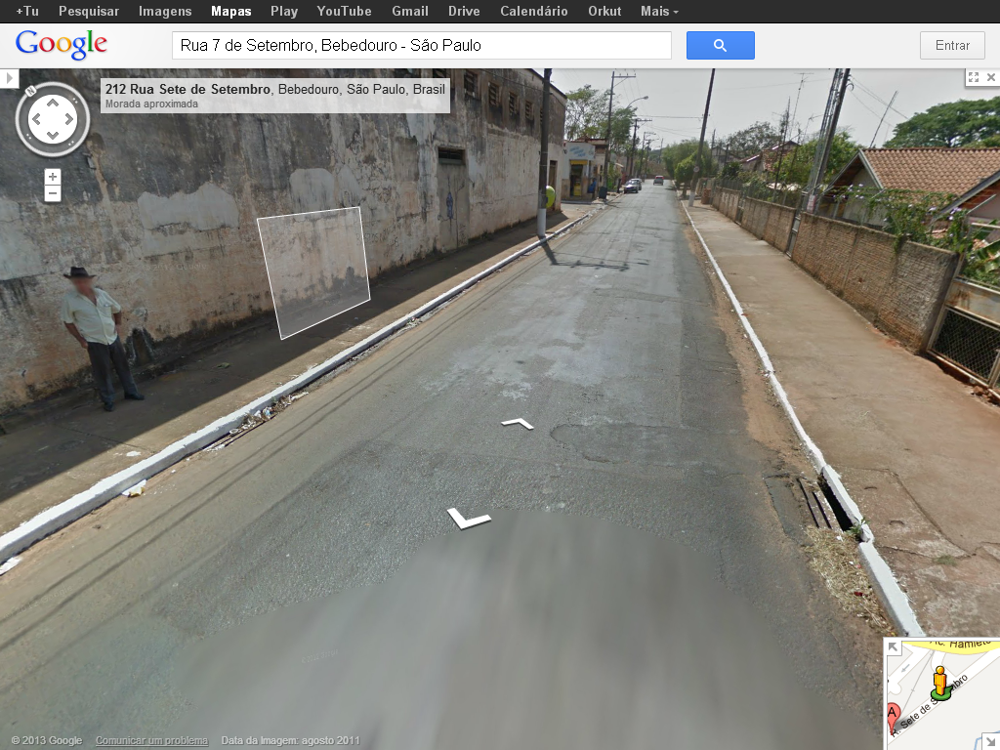 +Tu Pesquisar Imagens Mapas Play YouTube Gmail Drive Calendário Orkut Mais
Google Rua 7 de Setembro, Bebedouro - São Paulo Entrar
N
212 Rua Sete de Setembro, Bebedouro, São Paulo, Brasil
Morada aproximada
+
−
Av. Hamleto
A
R. Sete de Setembro
© 2013 Google Comunicar um problema Data da Imagem: agosto 2011